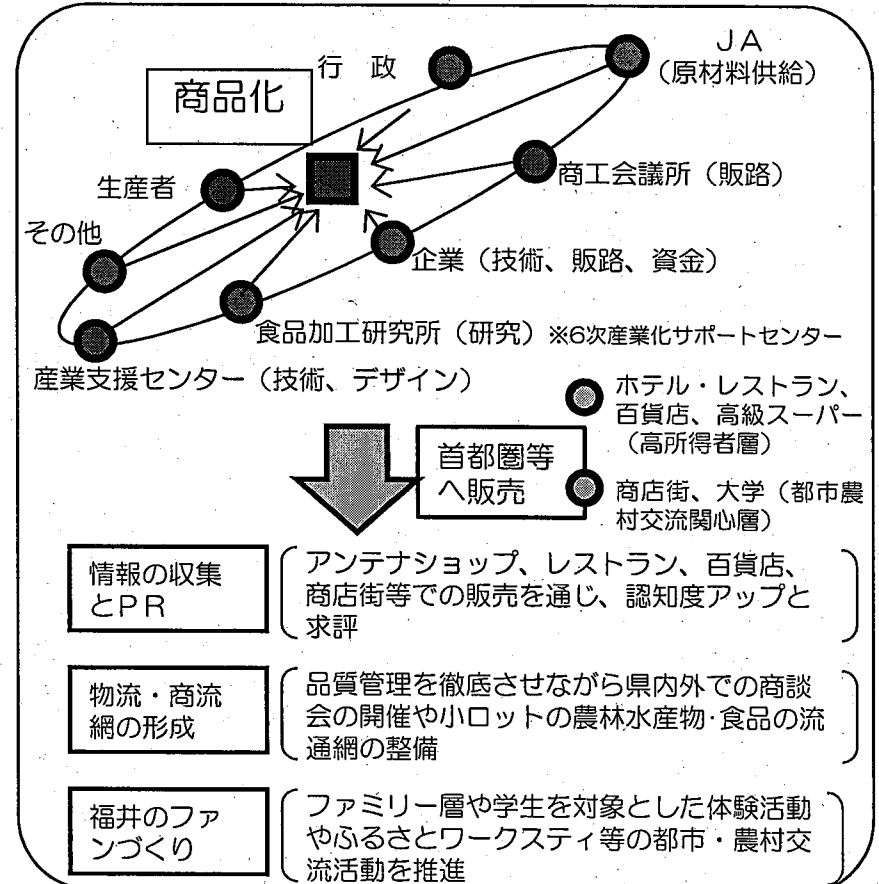 ＪＡ
（原材料供給）
行　政
商品化
商工会議所（販路）
生産者
その他
企業（技術、販路、資金）
食品加工研究所（研究）※6次産業化サポートセンター
産業支援センター（技術、デザイン）
ホテル・レストラン、
百貨店、高級スーパー
（高所得者層）
首都圏等
へ販売
商店街、大学（都市農
村交流関心層）
情報の収集
とＰＲ
アンテナショップ、レストラン、百貨店、
商店街等での販売を通じ、認知度アップと
求評
物流・商流
網の形成
品質管理を徹底させながら県内外での商談
会の開催や小ロットの農林水産物・食品の流
通網の整備
福井のファ
ンづくり
ファミリー層や学生を対象とした体験活動
やふるさとワークスティ等の都市・農村交
流活動を推進